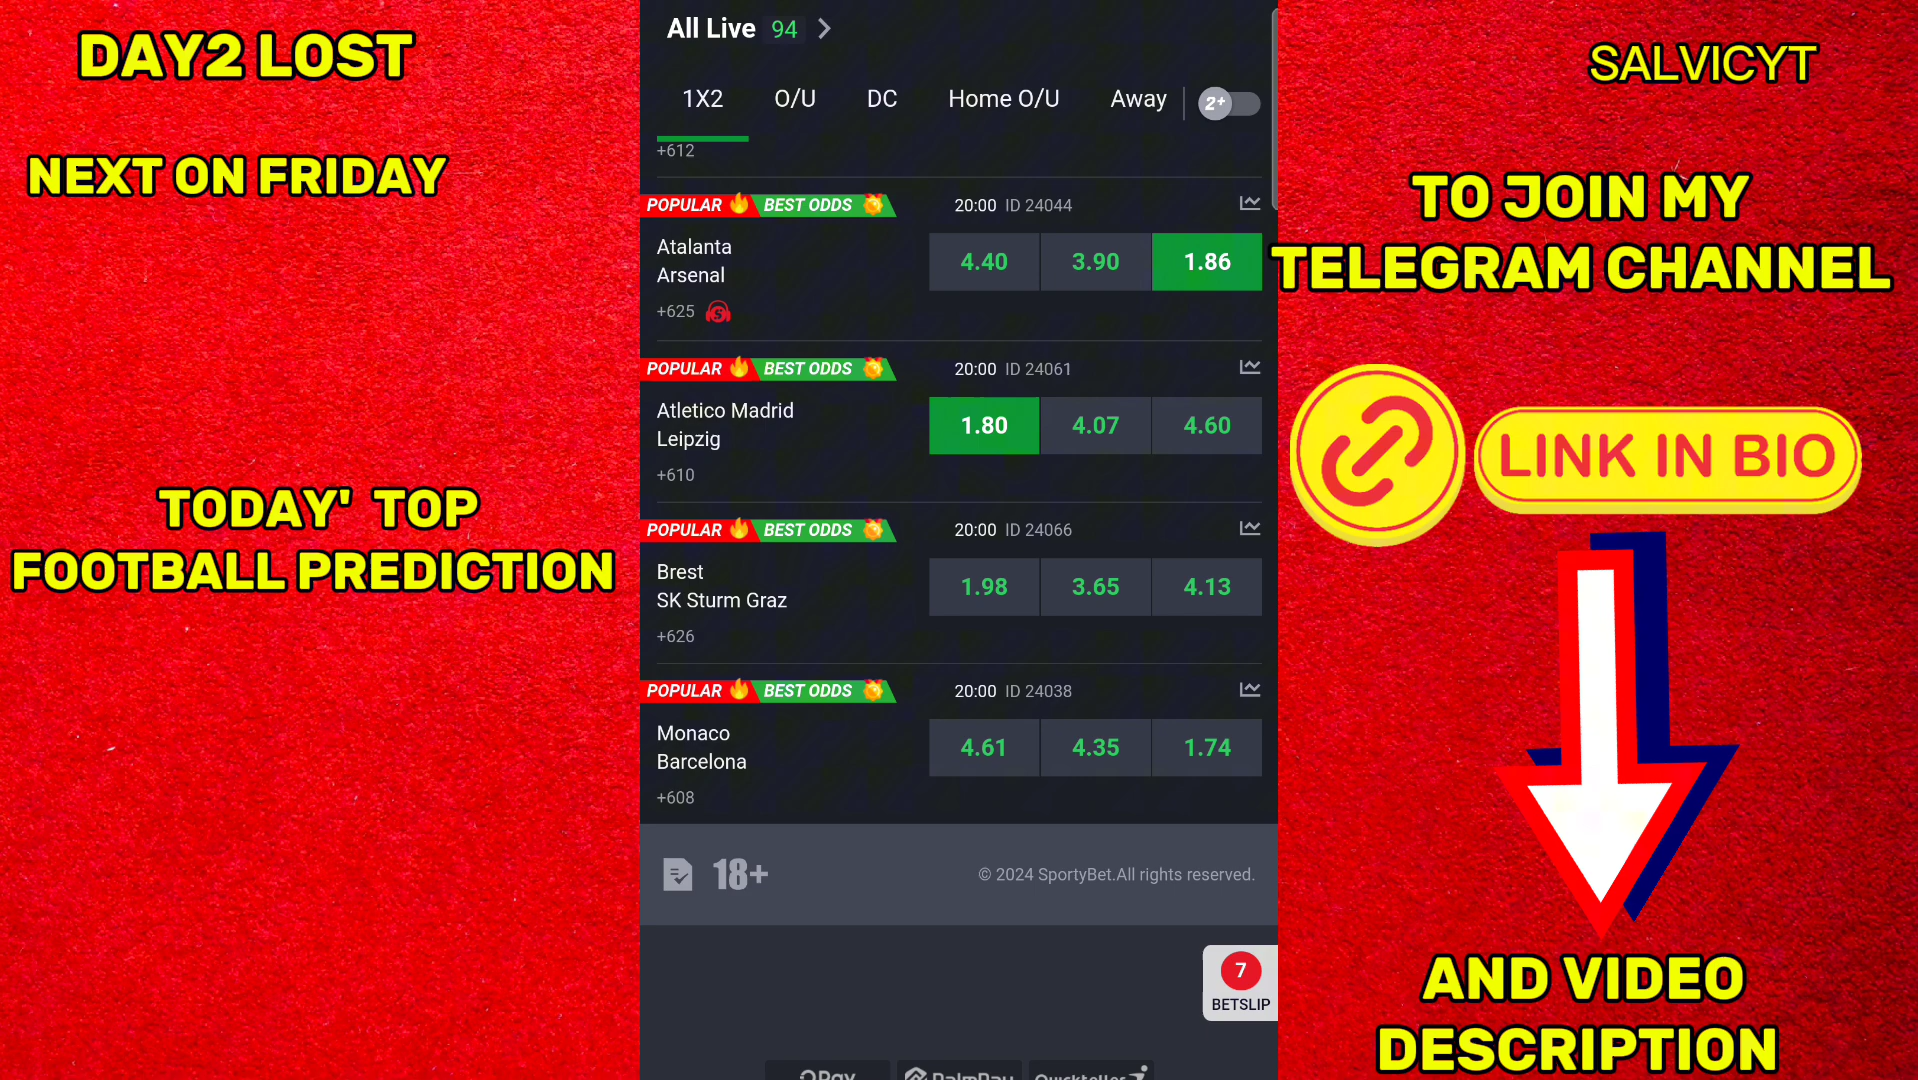 DAY2 LOST
NEXT ON FRIDAY
TODAY' TOP
FOOTBALL PREDICTION
All Live 94
1X2 O/U DC Home O/U Away 2+
+612
POPULAR BEST ODDS 20:00 ID 24044
Atalanta
Arsenal
4.40 3.90 1.86
+625 S
POPULAR BEST ODDS 20:00 ID 24061
Atletico Madrid
Leipzig
1.80 4.07 4.60
+610
POPULAR BEST ODDS 20:00 ID 24066
Brest
SK Sturm Graz
1.98 3.65 4.13
+626
POPULAR BEST ODDS 20:00 ID 24038
Monaco
Barcelona
4.61 4.35 1.74
+608
18+ © 2024 SportyBet.All rights reserved.
7
BETSLIP
OPay PalmPay Quickteller
SALVICYT
TO JOIN MY
TELEGRAM CHANNEL
LINK IN BIO
AND VIDEO
DESCRIPTION